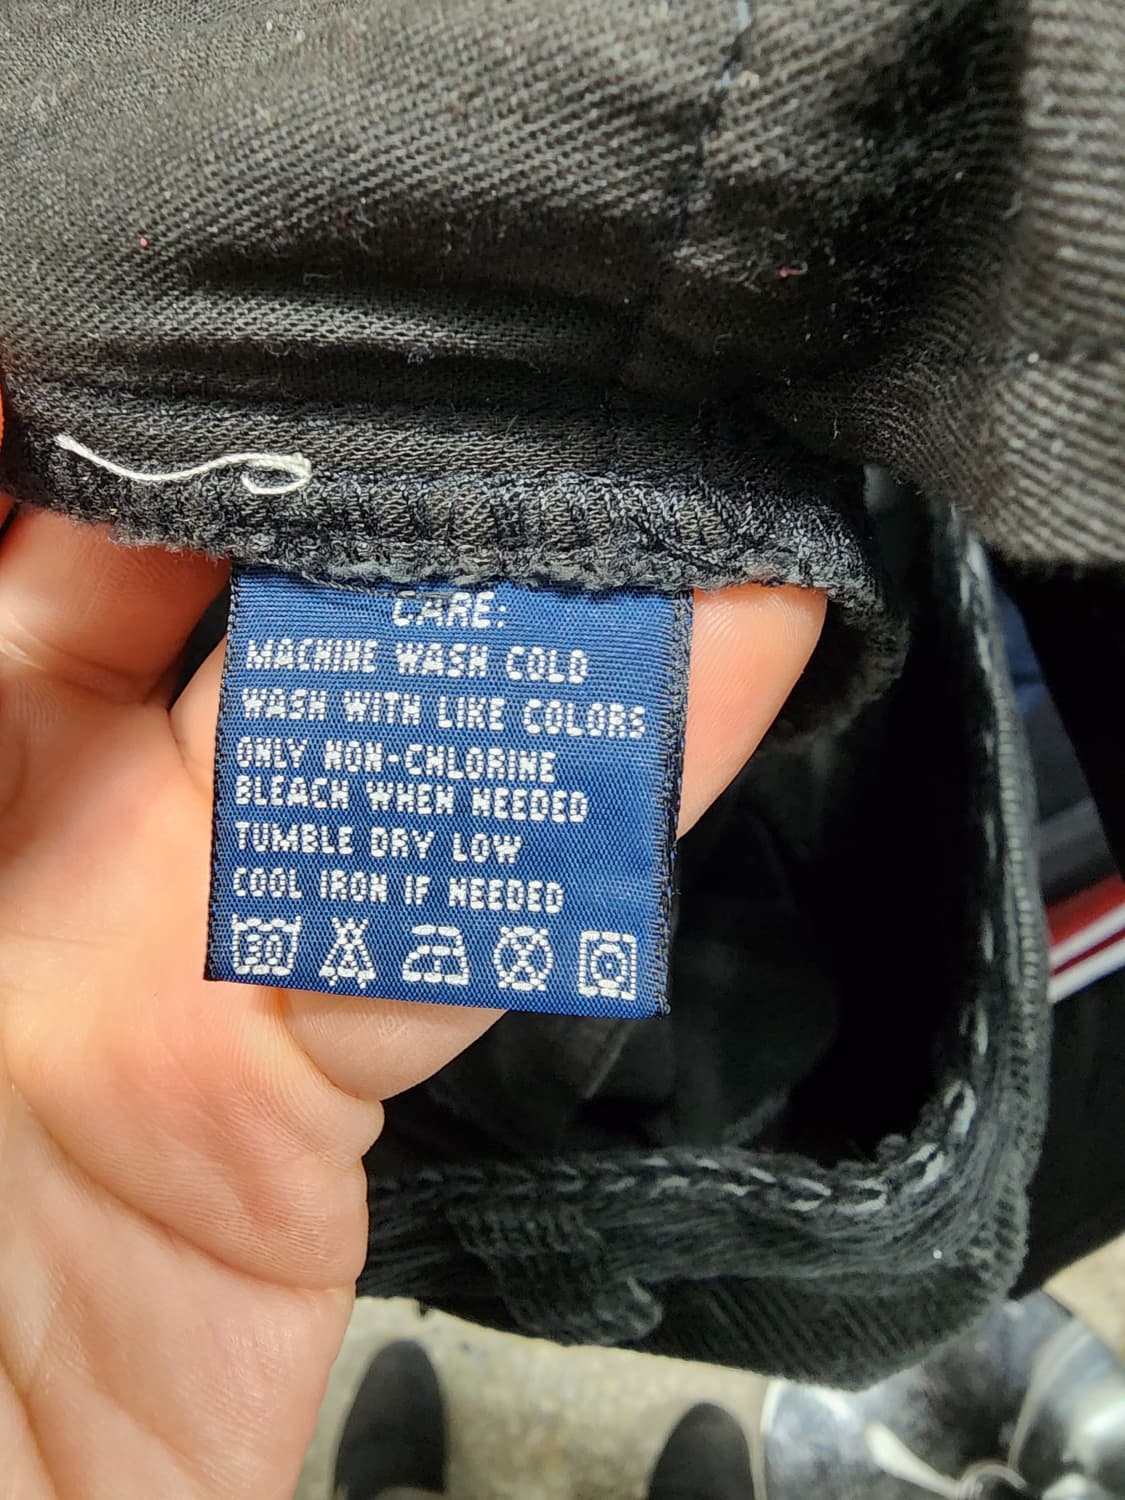 CARE:
MACHINE WASH COLD
WASH WITH LIKE COLORS
ONLY NON-CHLORINE
BLEACH WHEN NEEDED
TUMBLE DRY LOW
COOL IRON IF NEEDED
30